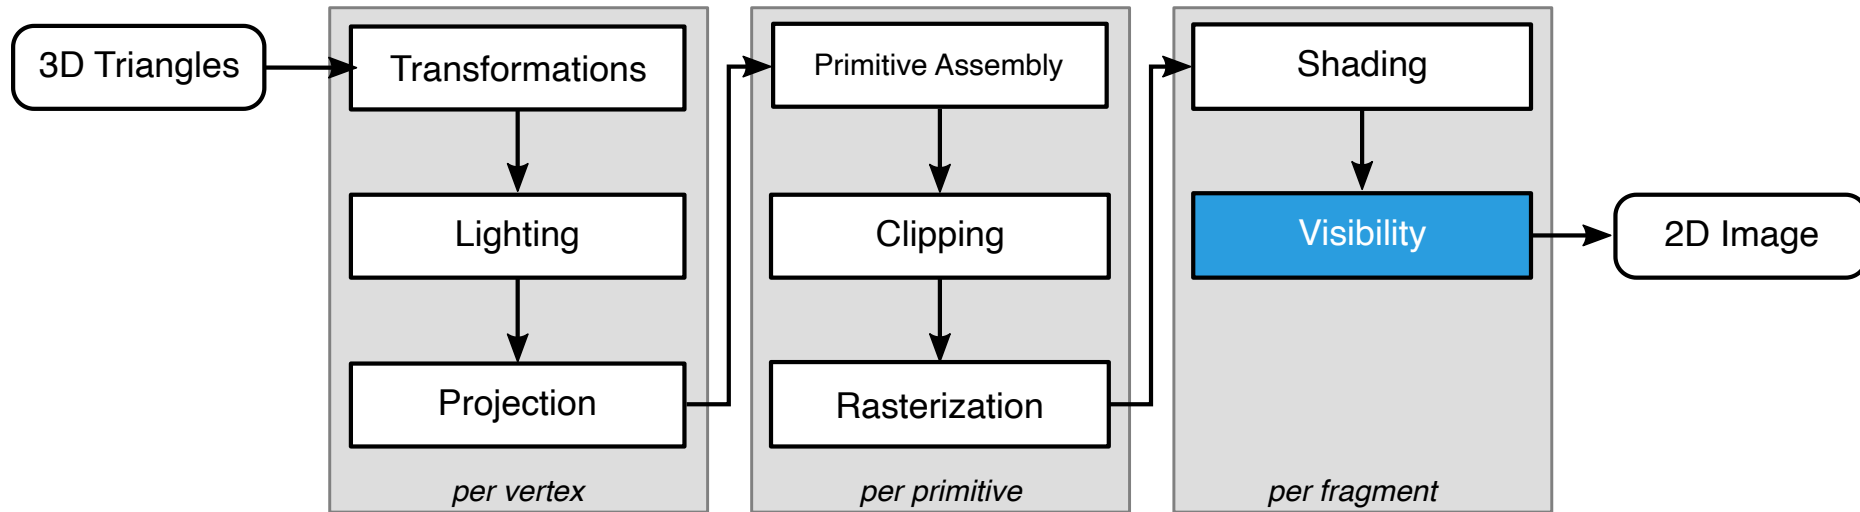 3D Triangles
Transformations
Lighting
Projection
per vertex
Primitive Assembly
Clipping
Rasterization
per primitive
Shading
Visibility
per fragment
2D Image